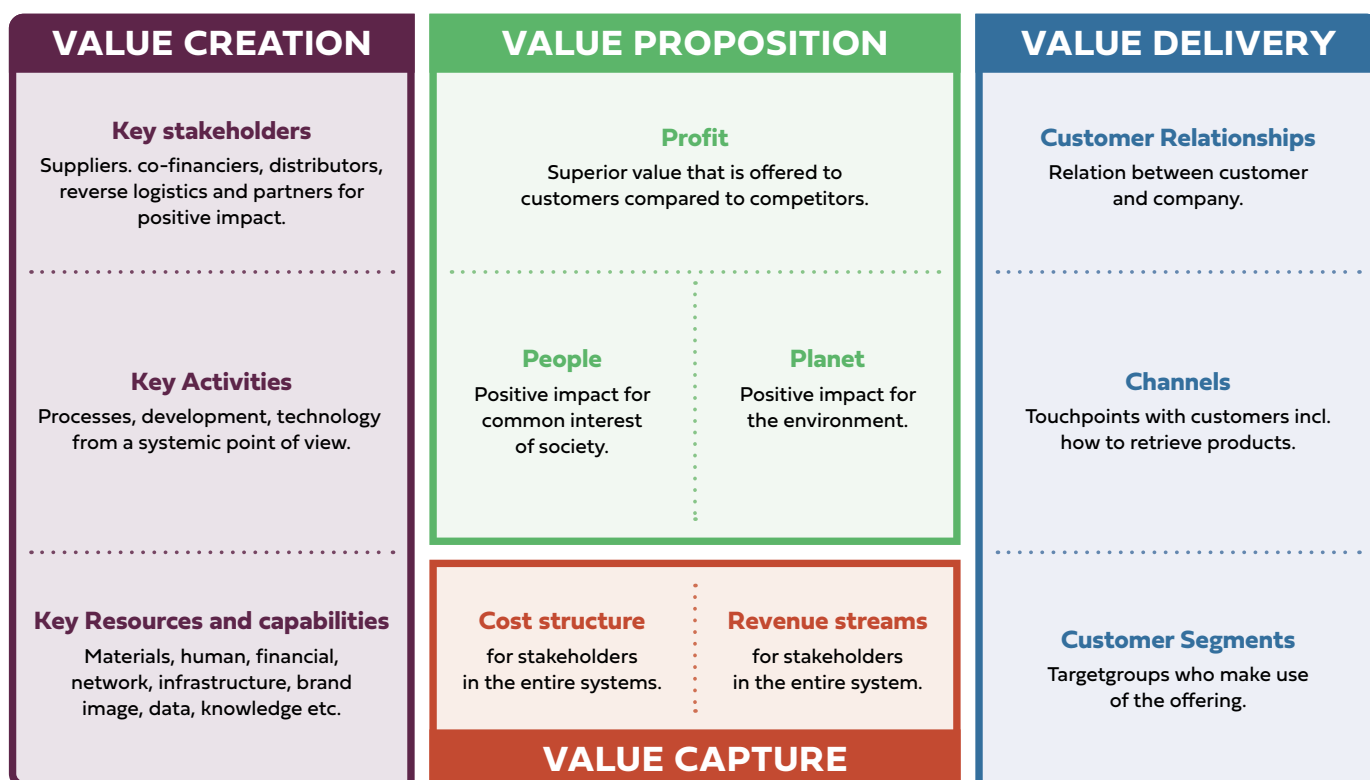 VALUE CREATION
Key stakeholders
Suppliers. co-financiers, distributors,
reverse logistics and partners for
positive impact.
Key Activities
Processes, development, technology
from a systemic point of view.
Key Resources and capabilities
Materials, human, financial,
network, infrastructure, brand
image, data, knowledge etc.
VALUE PROPOSITION
Profit
Superior value that is offered to
customers compared to competitors.
People
Positive impact for
common interest
of society.
Planet
Positive impact for
the environment.
Cost structure
for stakeholders
in the entire systems.
Revenue streams
for stakeholders
in the entire system.
VALUE CAPTURE
VALUE DELIVERY
Customer Relationships
Relation between customer
and company.
Channels
Touchpoints with customers incl.
how to retrieve products.
Customer Segments
Targetgroups who make use
of the offering.